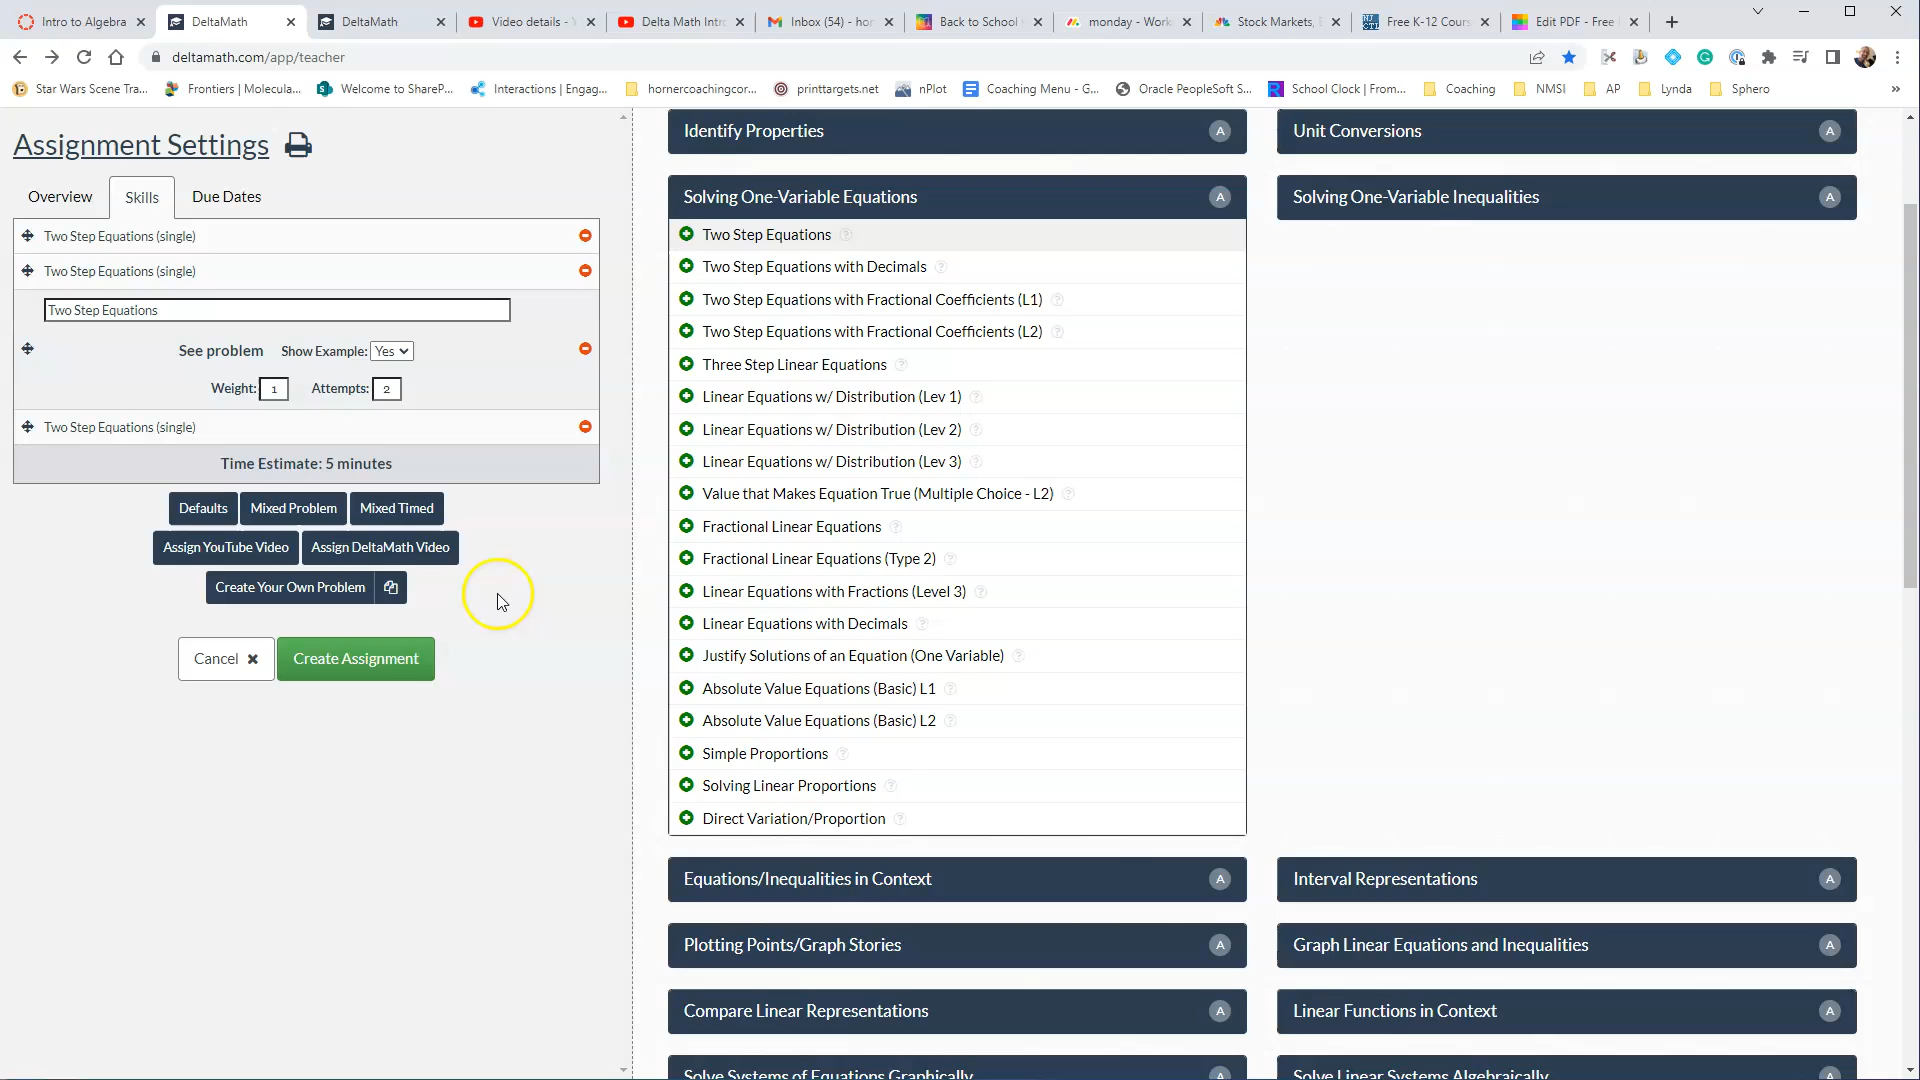 Intro to Algebra
DeltaMath
DeltaMath
Video details - Y
Delta Math Intr
Inbox (54) - hor
Back to School
monday - Work
Stock Markets,
Free K-12 Cours
Edit PDF - Free
deltamath.com/app/teacher
Star Wars Scene Tra...
Frontiers | Molecula...
Welcome to ShareP...
Interactions | Engag...
hornercoachingcor...
printtargets.net
nPlot
Coaching Menu - G...
Oracle PeopleSoft S...
School Clock | From...
Coaching
NMSI
AP
Lynda
Sphero
»
Assignment Settings
Overview
Skills
Due Dates
Two Step Equations (single)
Two Step Equations (single)
Two Step Equations
See problem Show Example: Yes
Weight: 1 Attempts: 2
Two Step Equations (single)
Time Estimate: 5 minutes
Defaults
Mixed Problem
Mixed Timed
Assign YouTube Video
Assign DeltaMath Video
Create Your Own Problem
Cancel
Create Assignment
Identify Properties A
Unit Conversions A
Solving One-Variable Equations A
Solving One-Variable Inequalities A
Two Step Equations ?
Two Step Equations with Decimals ?
Two Step Equations with Fractional Coefficients (L1) ?
Two Step Equations with Fractional Coefficients (L2) ?
Three Step Linear Equations ?
Linear Equations w/ Distribution (Lev 1) ?
Linear Equations w/ Distribution (Lev 2) ?
Linear Equations w/ Distribution (Lev 3) ?
Value that Makes Equation True (Multiple Choice - L2) ?
Fractional Linear Equations ?
Fractional Linear Equations (Type 2) ?
Linear Equations with Fractions (Level 3) ?
Linear Equations with Decimals ?
Justify Solutions of an Equation (One Variable) ?
Absolute Value Equations (Basic) L1 ?
Absolute Value Equations (Basic) L2 ?
Simple Proportions ?
Solving Linear Proportions ?
Direct Variation/Proportion ?
Equations/Inequalities in Context A
Interval Representations A
Plotting Points/Graph Stories A
Graph Linear Equations and Inequalities A
Compare Linear Representations A
Linear Functions in Context A
Solve Systems of Equations Graphically A
Solve Linear Systems Algebraically A